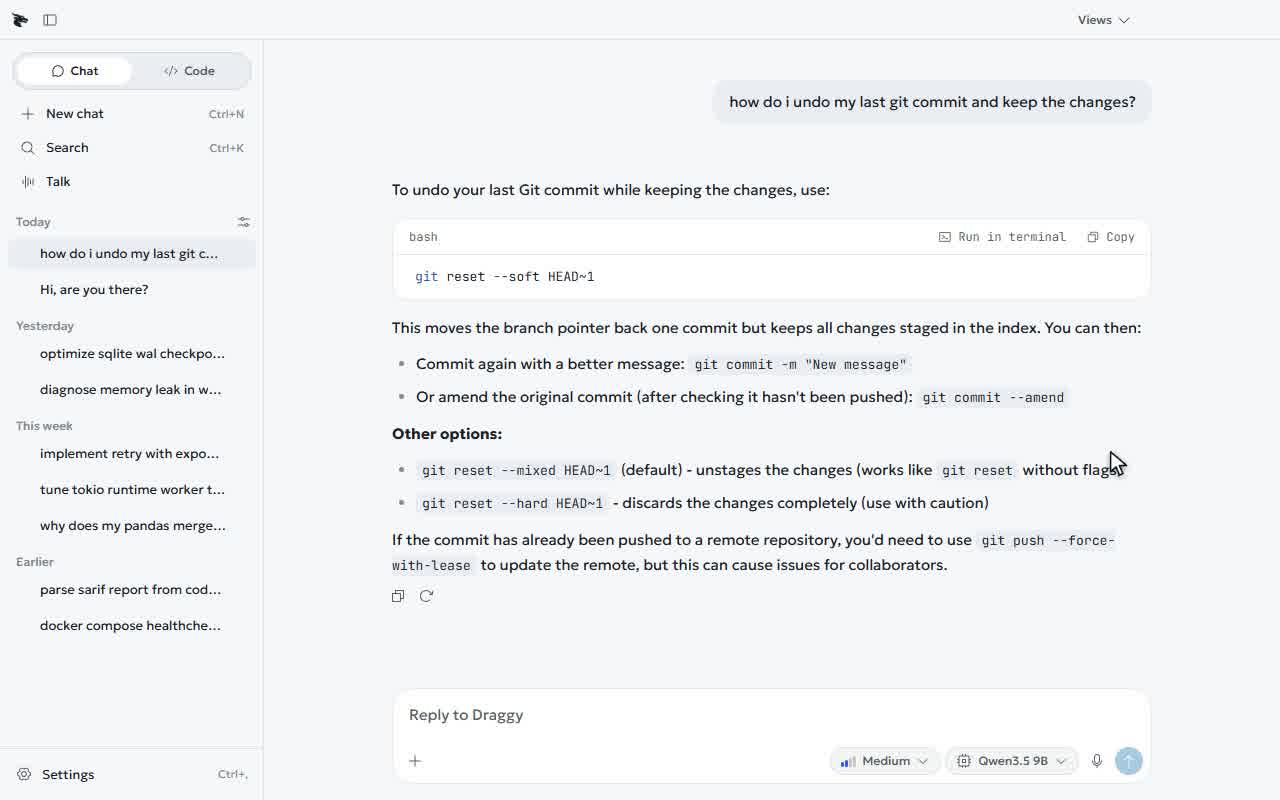 Views
Chat
</> Code
New chat Ctrl+N
Search Ctrl+K
Talk
Today
how do i undo my last git c...
Hi, are you there?
Yesterday
optimize sqlite wal checkpo...
diagnose memory leak in w...
This week
implement retry with expo...
tune tokio runtime worker t...
why does my pandas merge...
Earlier
parse sarif report from cod...
docker compose healthche...
Settings Ctrl+,
how do i undo my last git commit and keep the changes?
To undo your last Git commit while keeping the changes, use:
bash Run in terminal Copy
git reset --soft HEAD~1
This moves the branch pointer back one commit but keeps all changes staged in the index. You can then:
• Commit again with a better message: git commit -m "New message"
• Or amend the original commit (after checking it hasn't been pushed): git commit --amend
Other options:
• git reset --mixed HEAD~1 (default) - unstages the changes (works like git reset without flags
• git reset --hard HEAD~1 - discards the changes completely (use with caution)
If the commit has already been pushed to a remote repository, you'd need to use git push --force-
with-lease to update the remote, but this can cause issues for collaborators.
Reply to Draggy
Medium Qwen3.5 9B